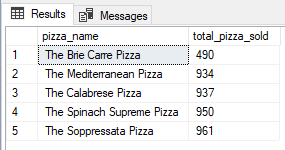 Results Messages
pizza_name total_pizza_sold
1 The Brie Carre Pizza 490
2 The Mediterranean Pizza 934
3 The Calabrese Pizza 937
4 The Spinach Supreme Pizza 950
5 The Soppressata Pizza 961